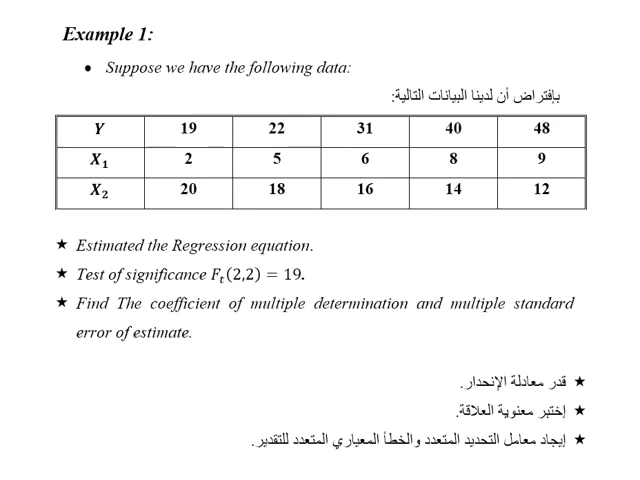 Example 1:
• Suppose we have the following data:
بإفتراض أن لدينا البيانات التالية:
Y 19 22 31 40 48
X₁ 2 5 6 8 9
X₂ 20 18 16 14 12
★ Estimated the Regression equation.
★ Test of significance Fₜ(2,2) = 19.
★ Find The coefficient of multiple determination and multiple standard
error of estimate.
★ قدر معادلة الإنحدار.
★ إختبر معنوية العلاقة.
★ إيجاد معامل التحديد المتعدد والخطأ المعياري المتعدد للتقدير.